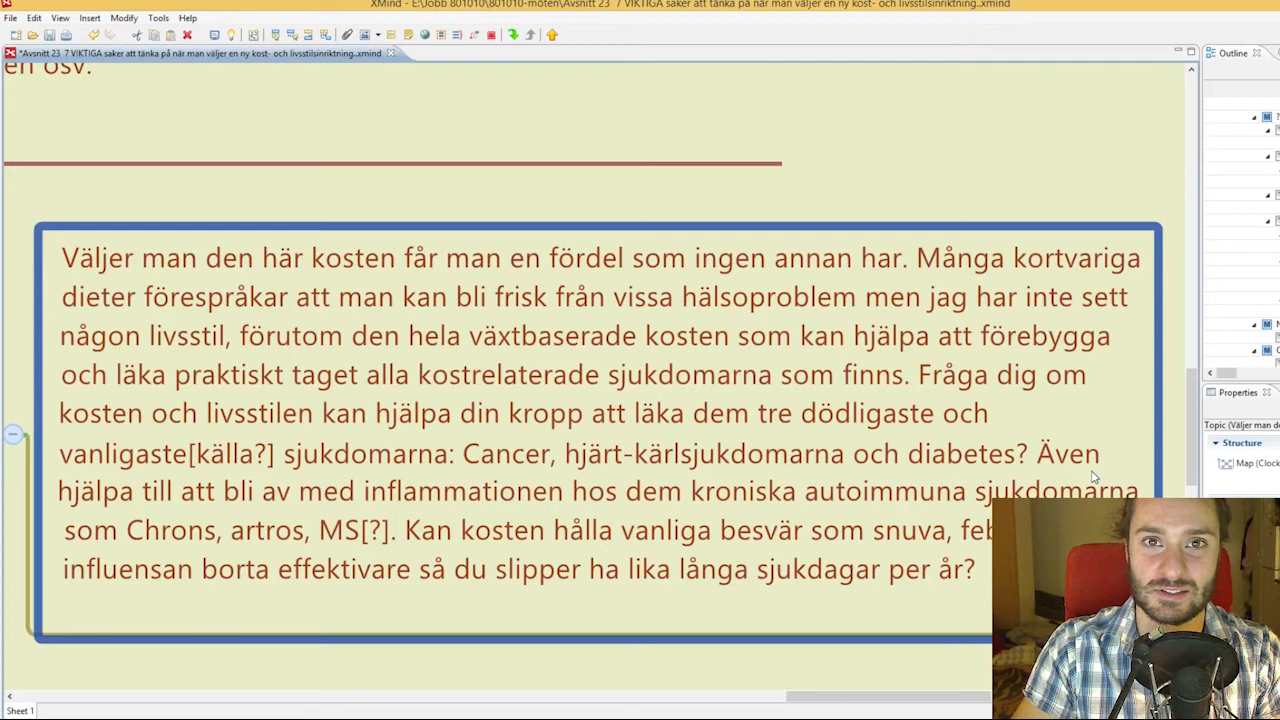 XMind - E:\Jobb 801010\801010-möten\Avsnitt 23 7 VIKTIGA saker att tänka på när man väljer en ny kost- och livsstilsinriktning..xmind
File Edit View Insert Modify Tools Help
*Avsnitt 23 7 VIKTIGA saker att tänka på när man väljer en ny kost- och livsstilsinriktning.xmind
Outline
en osv.
Väljer man den här kosten får man en fördel som ingen annan har. Många kortvariga
dieter förespråkar att man kan bli frisk från vissa hälsoproblem men jag har inte sett
någon livsstil, förutom den hela växtbaserade kosten som kan hjälpa att förebygga
och läka praktiskt taget alla kostrelaterade sjukdomarna som finns. Fråga dig om
kosten och livsstilen kan hjälpa din kropp att läka dem tre dödligaste och
vanligaste[källa?] sjukdomarna: Cancer, hjärt-kärlsjukdomarna och diabetes? Även
hjälpa till att bli av med inflammationen hos dem kroniska autoimmuna sjukdomarna
som Chrons, artros, MS[?]. Kan kosten hålla vanliga besvär som snuva, feb
influensan borta effektivare så du slipper ha lika långa sjukdagar per år?
Properties
Topic (Väljer man d
Structure
Map (Clock
Sheet 1